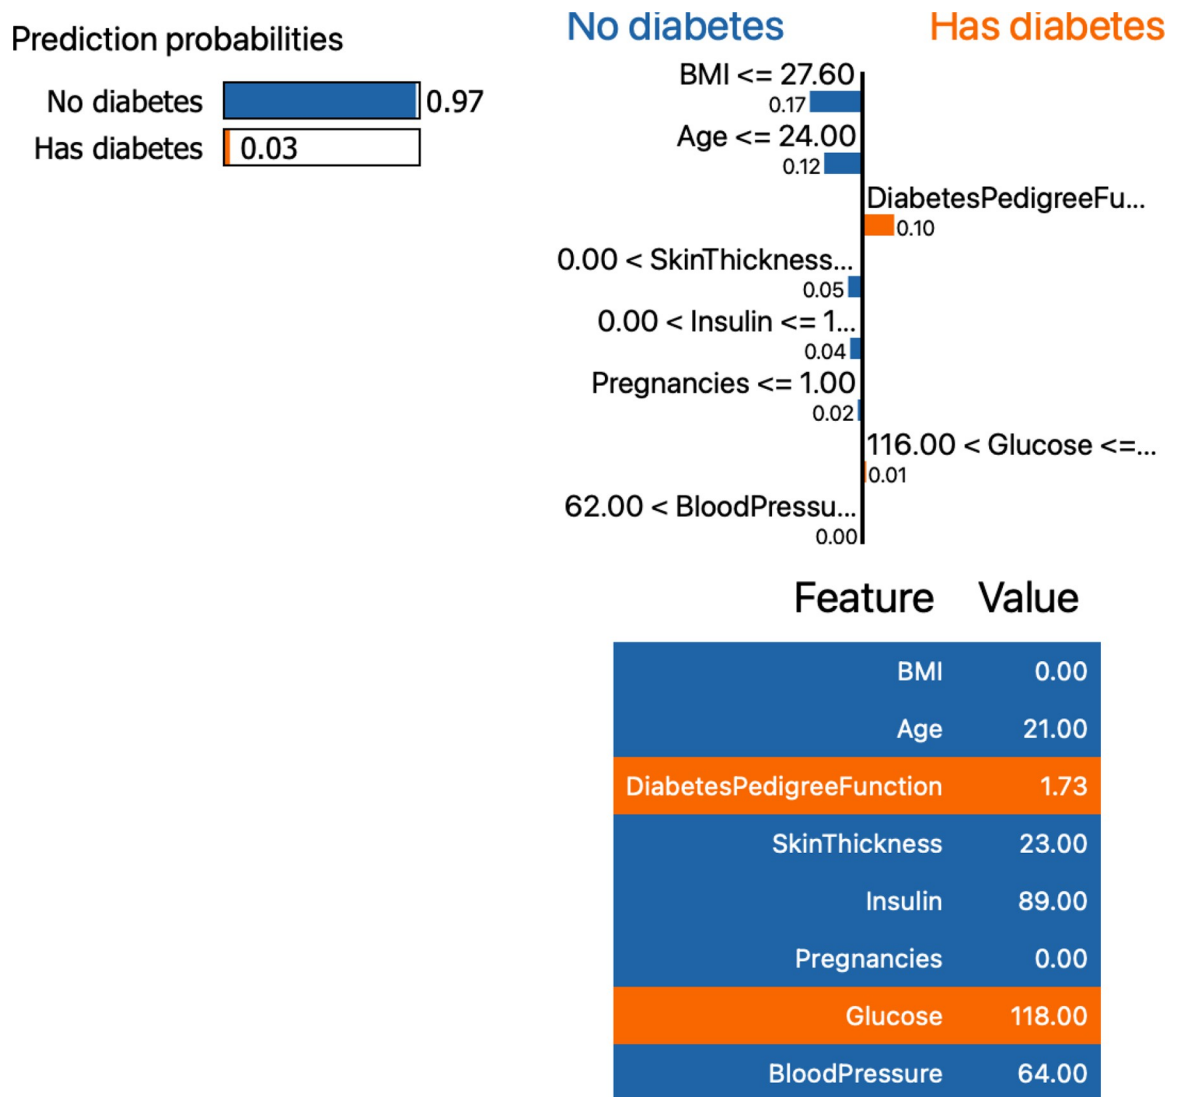 Prediction probabilities
No diabetes 0.97
Has diabetes 0.03
No diabetes Has diabetes
BMI <= 27.60
0.17
Age <= 24.00
0.12
DiabetesPedigreeFu...
0.10
0.00 < SkinThickness...
0.05
0.00 < Insulin <= 1...
0.04
Pregnancies <= 1.00
0.02
116.00 < Glucose <=...
0.01
62.00 < BloodPressu...
0.00
Feature Value
BMI 0.00
Age 21.00
DiabetesPedigreeFunction 1.73
SkinThickness 23.00
Insulin 89.00
Pregnancies 0.00
Glucose 118.00
BloodPressure 64.00